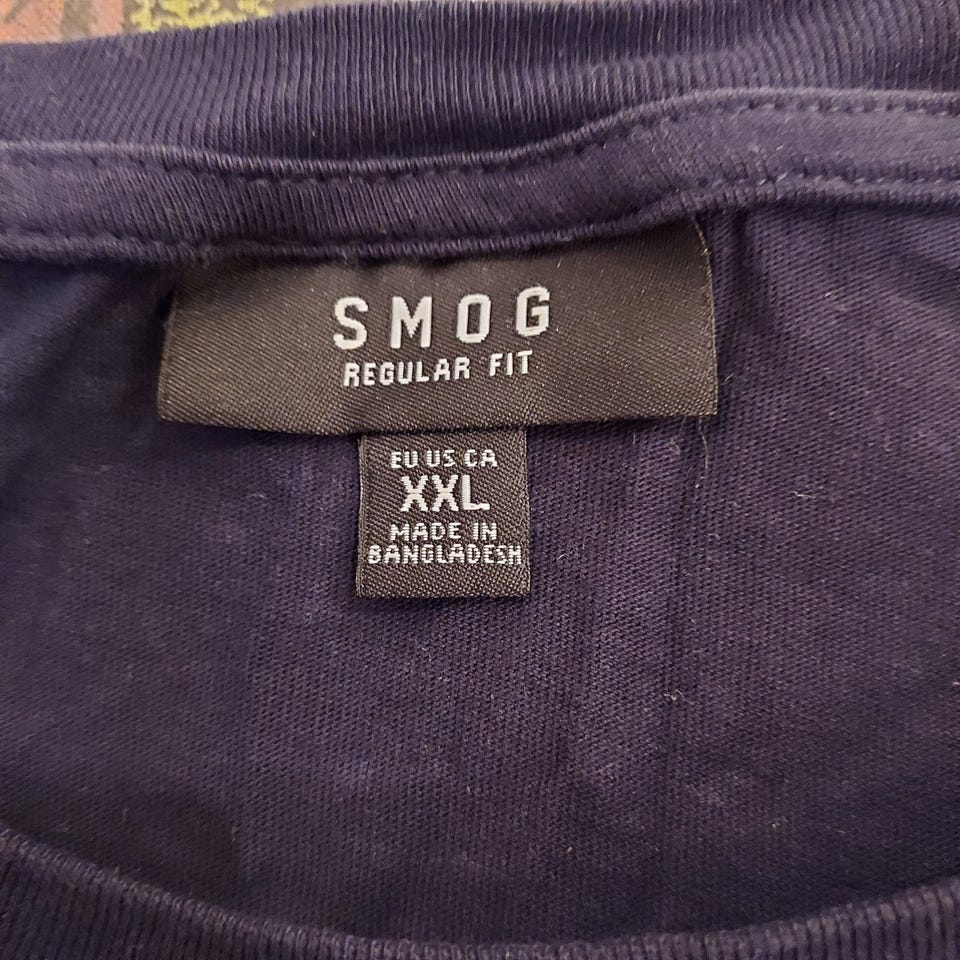 SMOG
REGULAR FIT
EU US CA
XXL
MADE IN
BANGLADESH